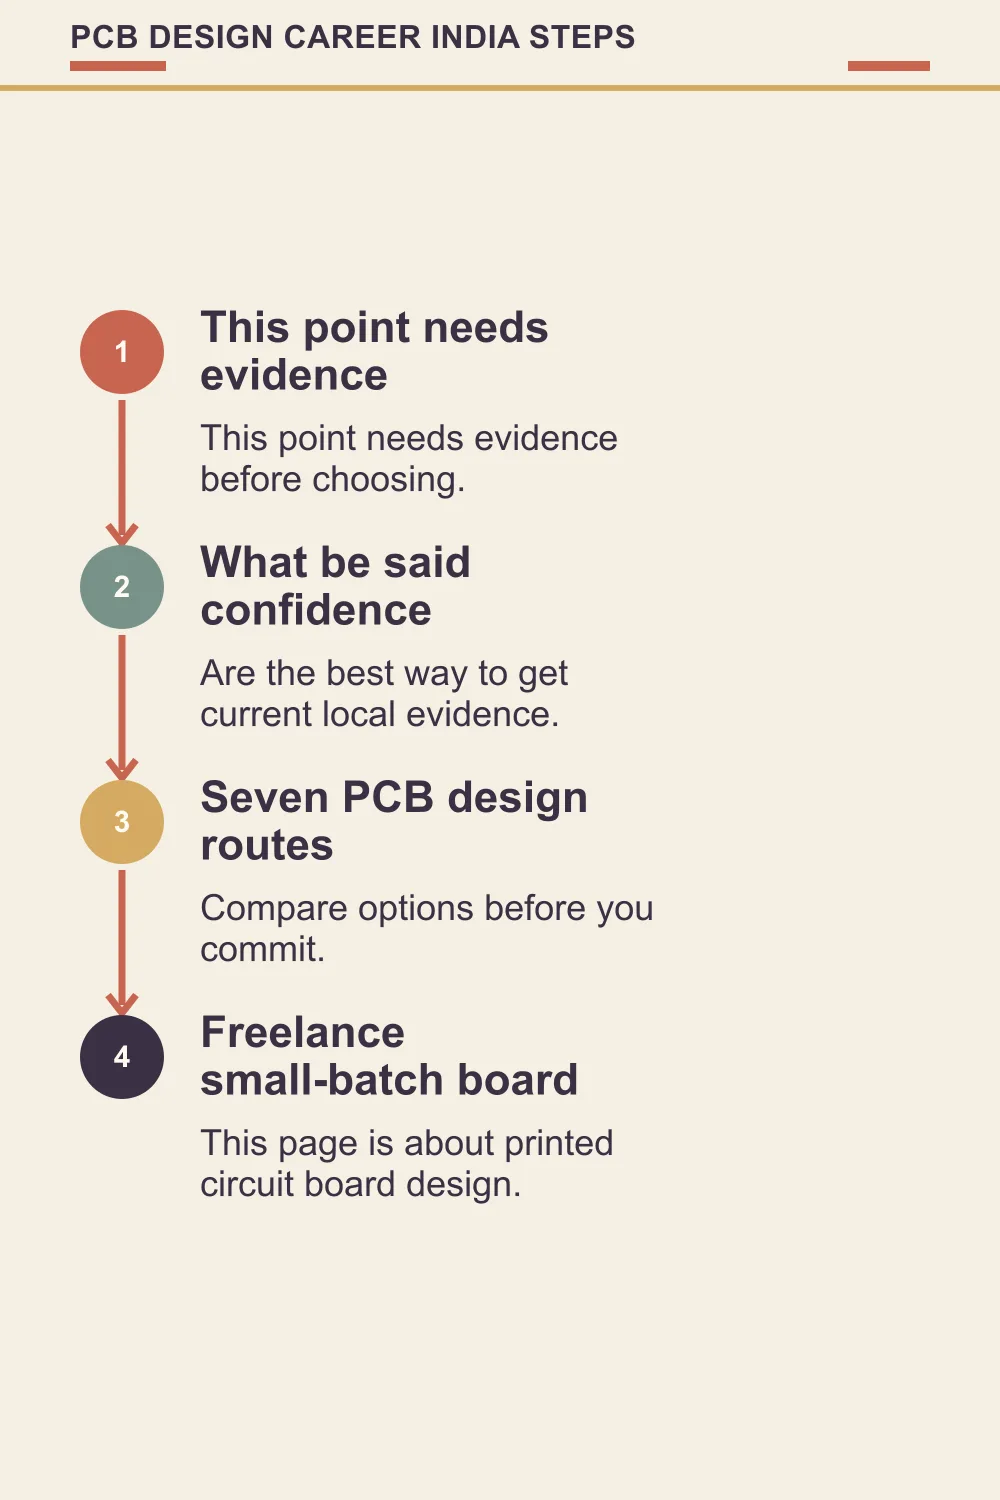 PCB DESIGN CAREER INDIA STEPS
1
This point needs
evidence
This point needs evidence
before choosing.
2
What be said
confidence
Are the best way to get
current local evidence.
3
Seven PCB design
routes
Compare options before you
commit.
4
Freelance
small-batch board
This page is about printed
circuit board design.